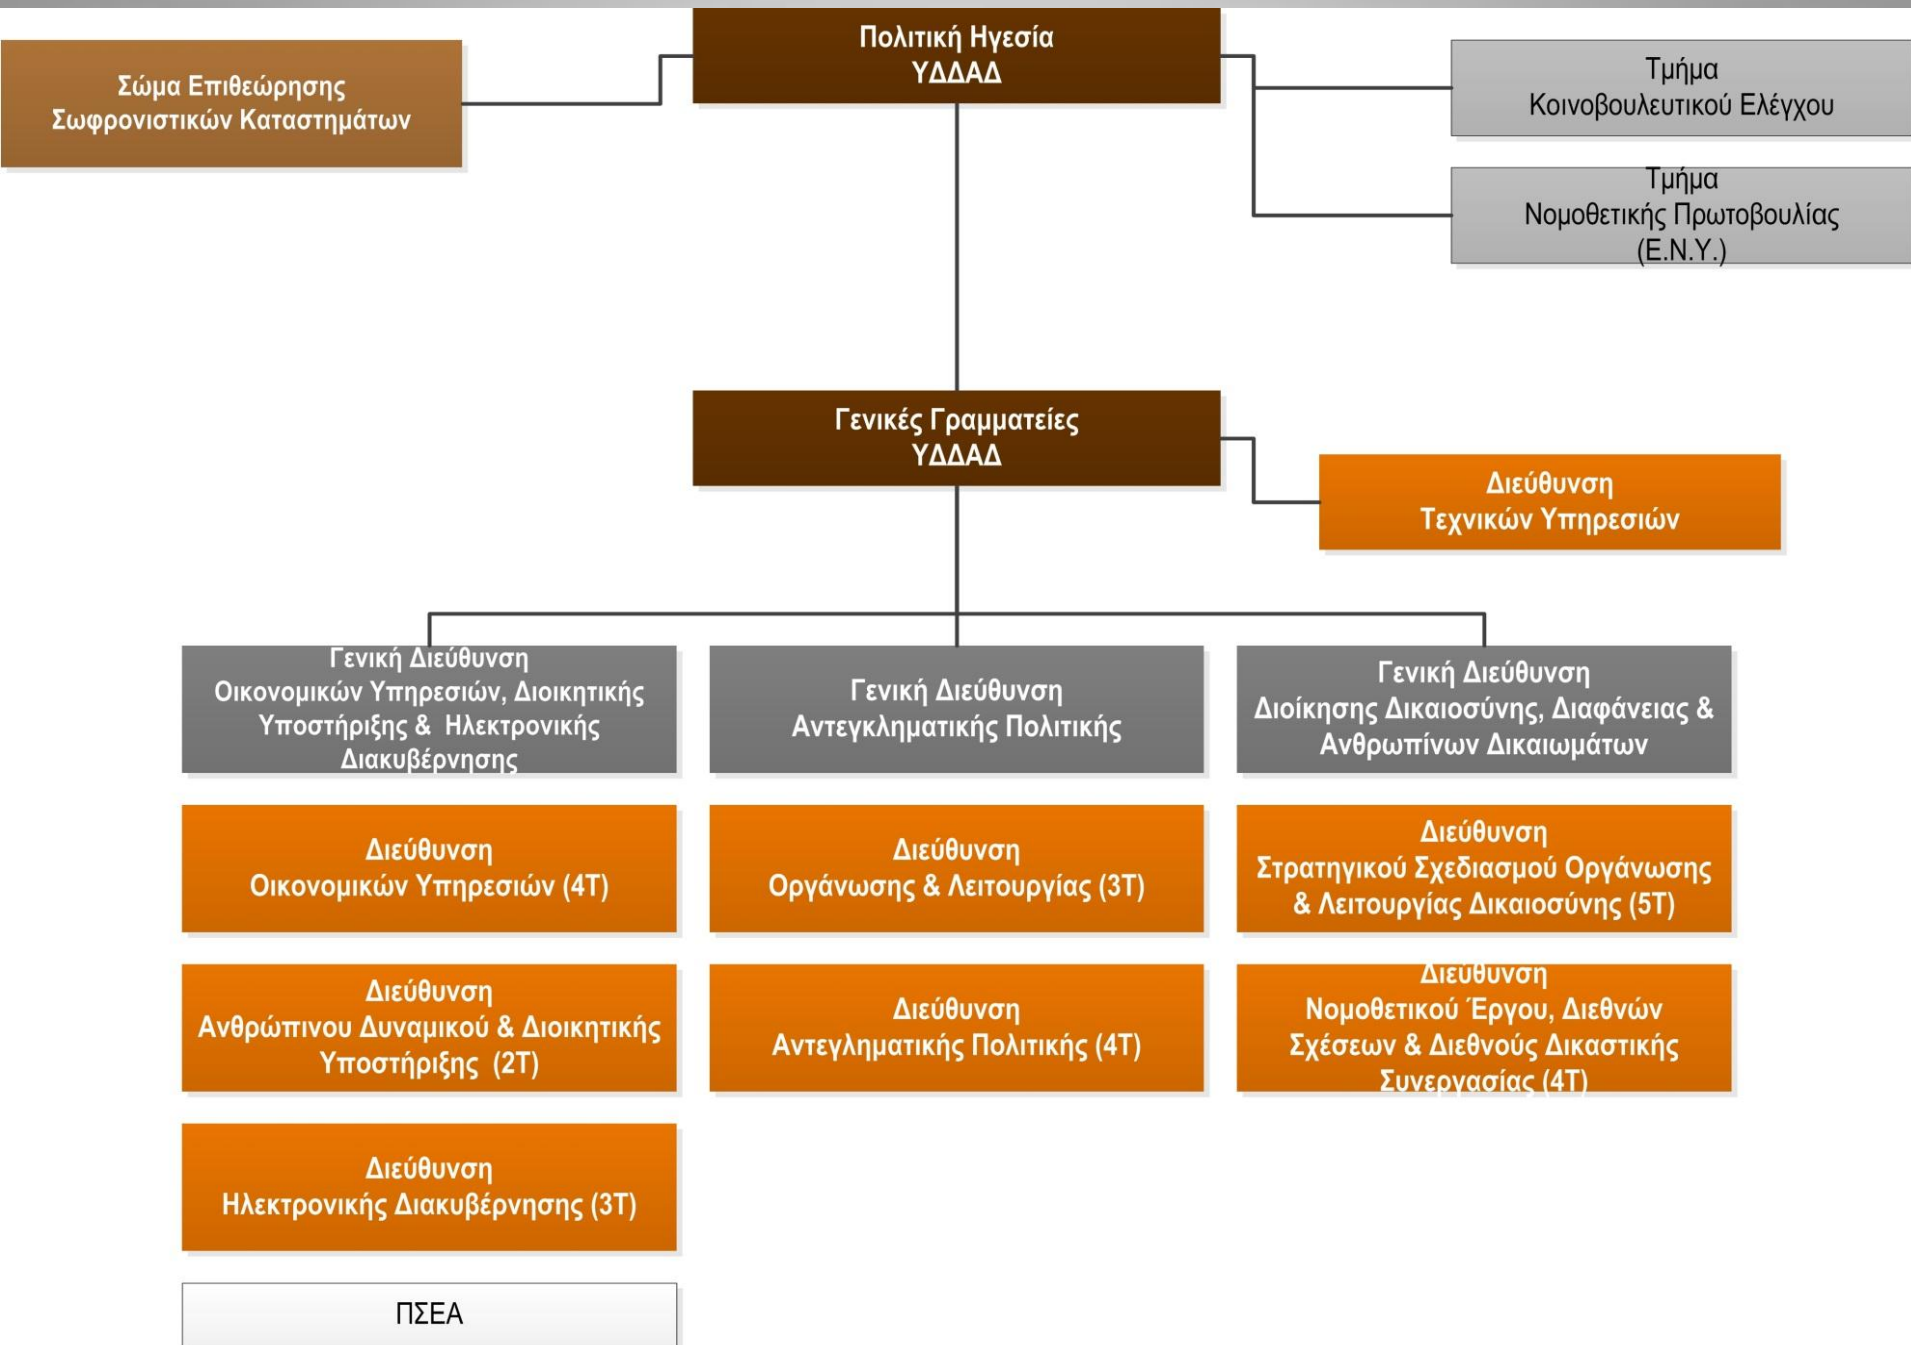 Πολιτική Ηγεσία
ΥΔΔΑΔ
Σώμα Επιθεώρησης
Σωφρονιστικών Καταστημάτων
Τμήμα
Κοινοβουλευτικού Ελέγχου
Τμήμα
Νομοθετικής Πρωτοβουλίας
(Ε.Ν.Υ.)
Γενικές Γραμματείες
ΥΔΔΑΔ
Διεύθυνση
Τεχνικών Υπηρεσιών
Γενική Διεύθυνση
Οικονομικών Υπηρεσιών, Διοικητικής
Υποστήριξης & Ηλεκτρονικής
Διακυβέρνησης
Γενική Διεύθυνση
Αντεγκληματικής Πολιτικής
Γενική Διεύθυνση
Διοίκησης Δικαιοσύνης, Διαφάνειας &
Ανθρωπίνων Δικαιωμάτων
Διεύθυνση
Οικονομικών Υπηρεσιών (4Τ)
Διεύθυνση
Οργάνωσης & Λειτουργίας (3Τ)
Διεύθυνση
Στρατηγικού Σχεδιασμού Οργάνωσης
& Λειτουργίας Δικαιοσύνης (5Τ)
Διεύθυνση
Ανθρώπινου Δυναμικού & Διοικητικής
Υποστήριξης (2Τ)
Διεύθυνση
Αντεγληματικής Πολιτικής (4Τ)
Διεύθυνση
Νομοθετικού Έργου, Διεθνών
Σχέσεων & Διεθνούς Δικαστικής
Συνεργασίας (4Τ)
Διεύθυνση
Ηλεκτρονικής Διακυβέρνησης (3Τ)
ΠΣΕΑ